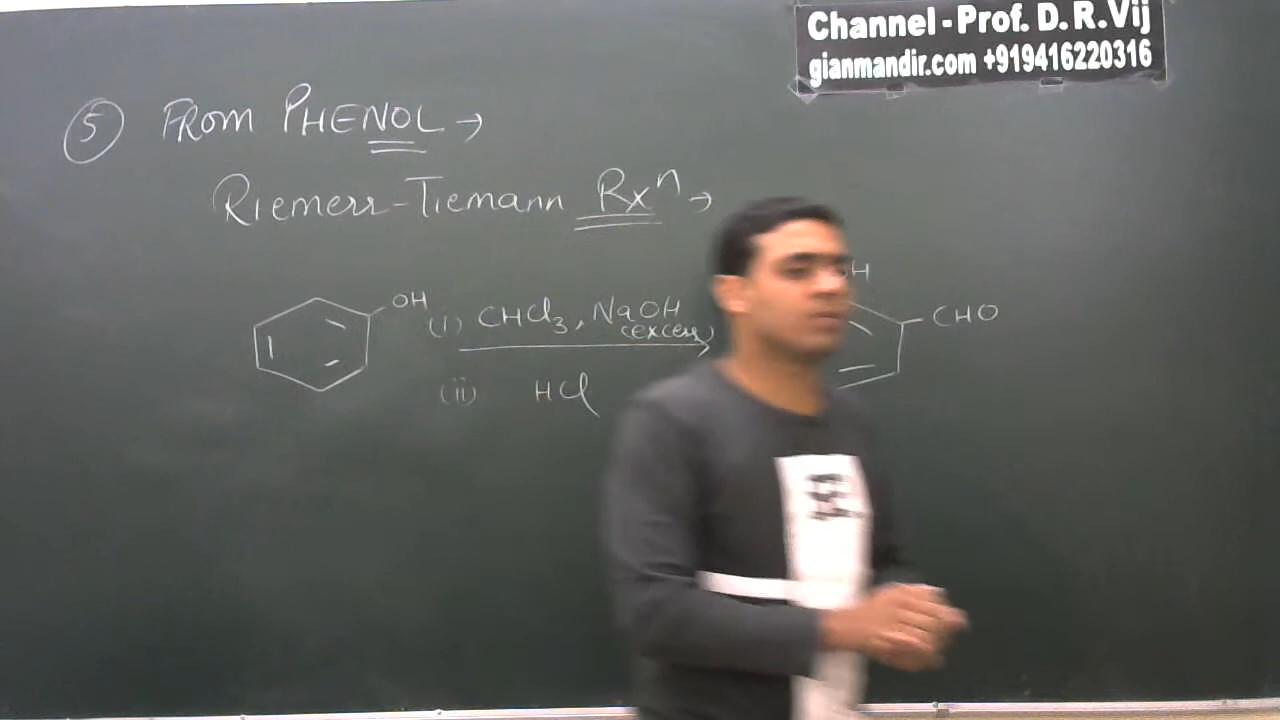 Channel - Prof. D. R. Vij
gianmandir.com +919416220316
5 FROM PHENOL →
Riemerr-Tiemann Rxⁿ →
OH
(i) CHCl₃, NaOH
(excess)
(ii) HCl
OH
CHO